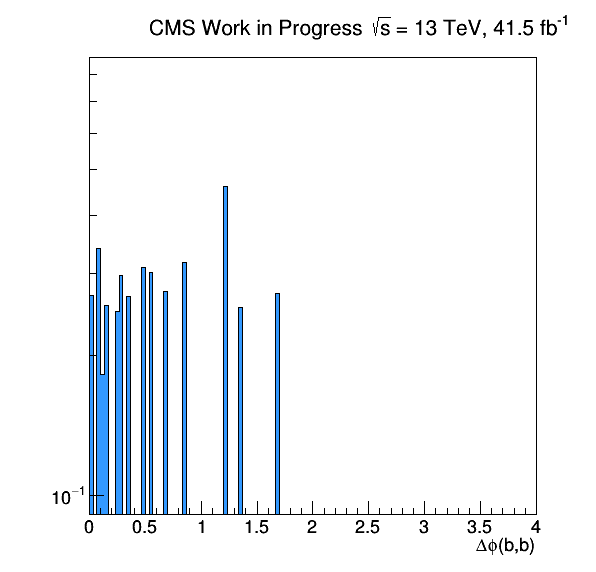 CMS Work in Progress √s = 13 TeV, 41.5 fb⁻¹
10⁻¹
0 0.5 1 1.5 2 2.5 3 3.5 4
Δϕ(b,b)